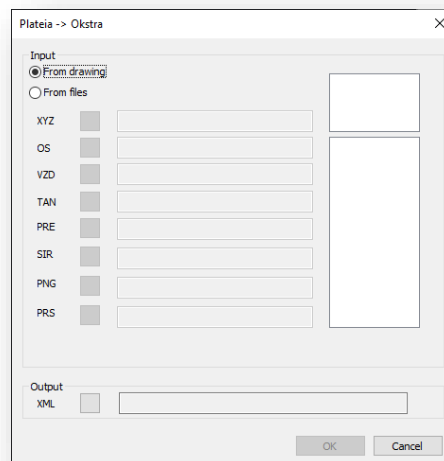 Plateia -> Okstra
Input
From drawing
From files
XYZ
OS
VZD
TAN
PRE
SIR
PNG
PRS
Output
XML
OK
Cancel